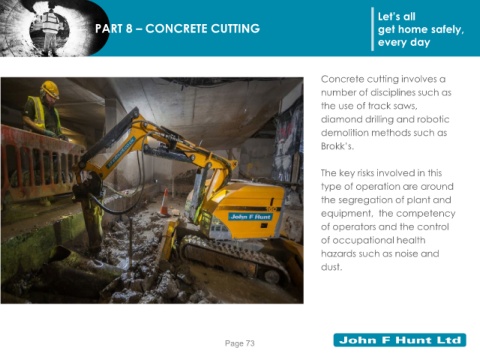 PART 8 – CONCRETE CUTTING
Let's all
get home safely,
every day
Concrete cutting involves a
number of disciplines such as
the use of track saws,
diamond drilling and robotic
demolition methods such as
Brokk's.
The key risks involved in this
type of operation are around
the segregation of plant and
equipment, the competency
of operators and the control
of occupational health
hazards such as noise and
dust.
John F Hunt
Page 73
John F Hunt Ltd